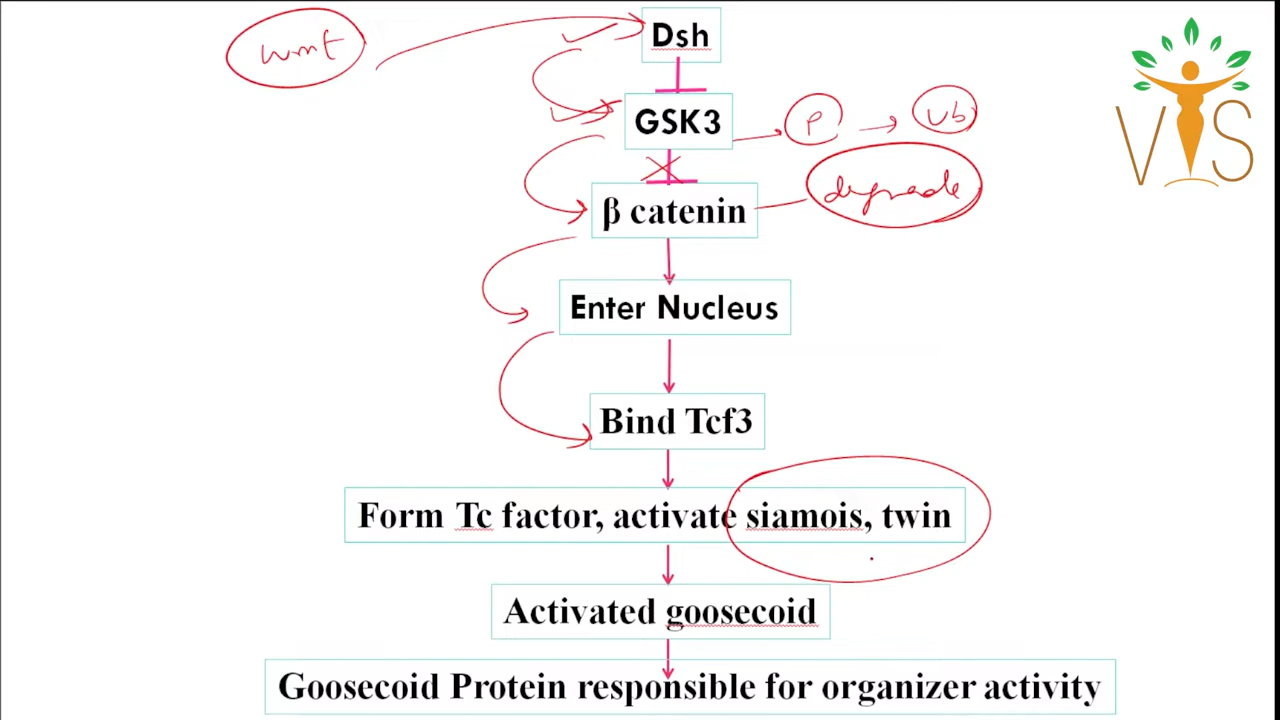 wnt
Dsh
GSK3
P
Ub
β catenin
degrade
Enter Nucleus
Bind Tcf3
Form Tc factor, activate siamois, twin
Activated goosecoid
Goosecoid Protein responsible for organizer activity
VIS